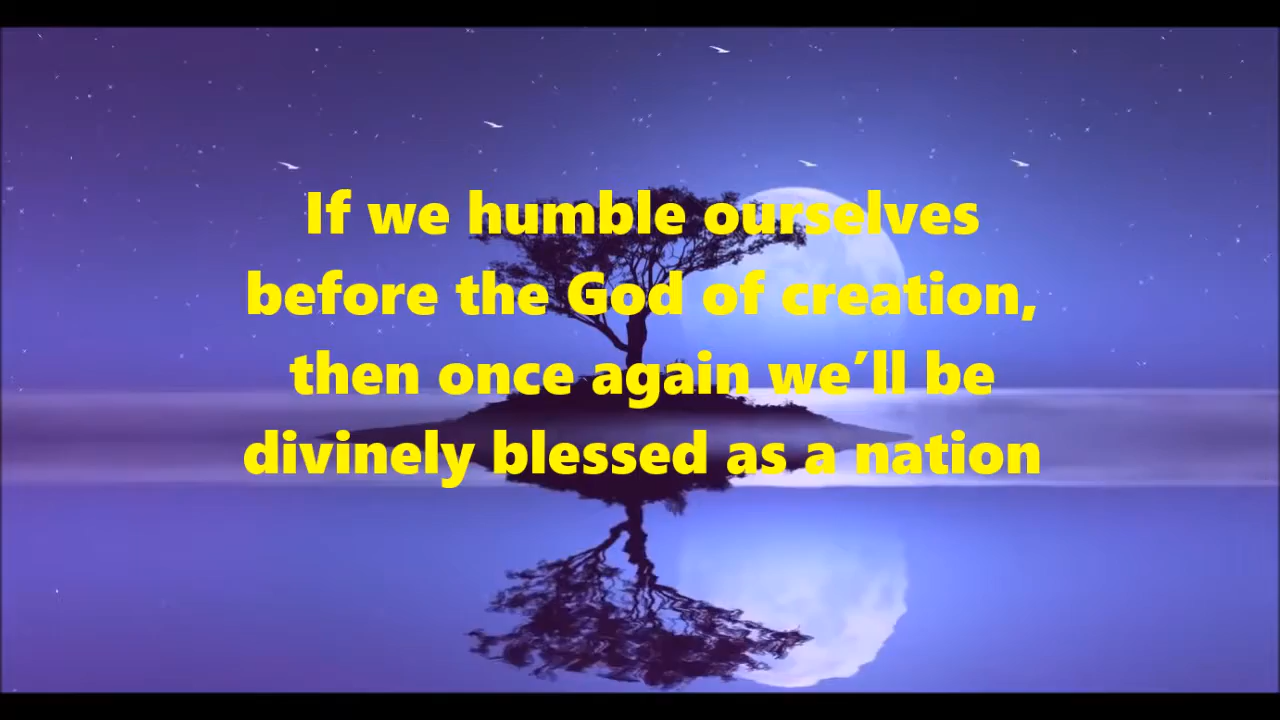 If we humble ourselves
before the God of creation,
then once again we′ll be
divinely blessed as a nation